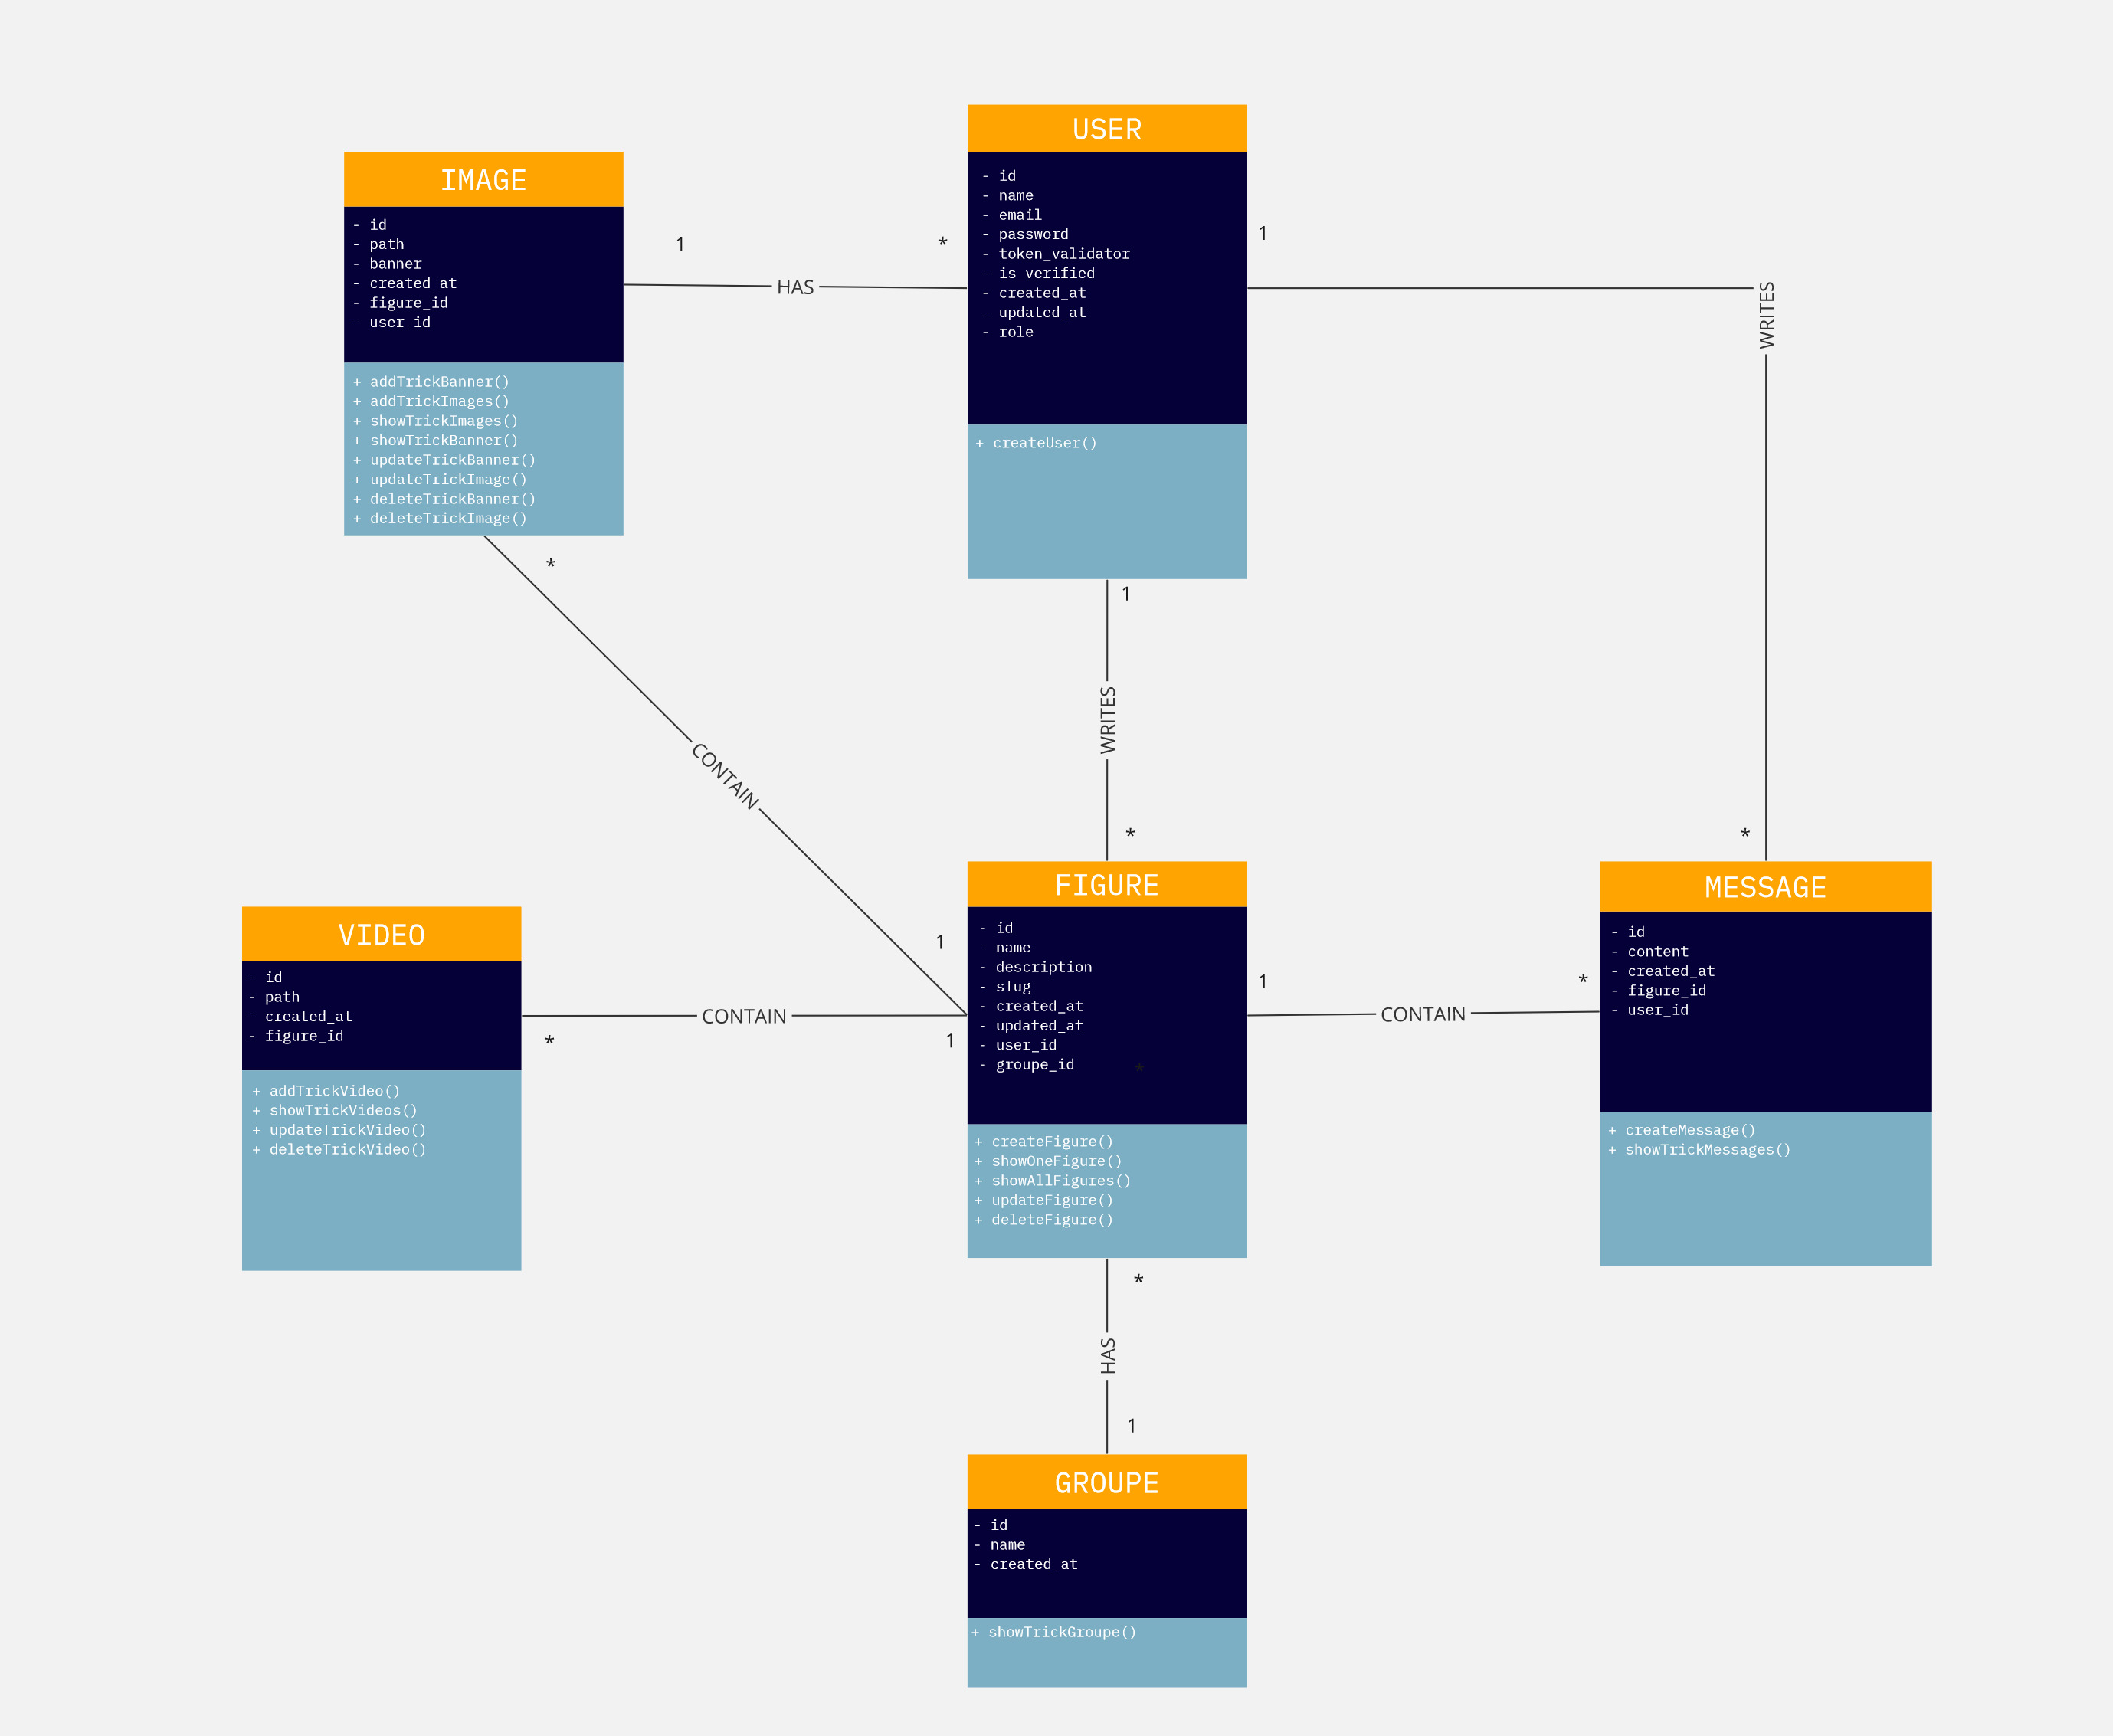 USER
- id
- name
- email
- password
- token_validator
- is_verified
- created_at
- updated_at
- role
+ createUser()
IMAGE
- id
- path
- banner
- created_at
- figure_id
- user_id
+ addTrickBanner()
+ addTrickImages()
+ showTrickImages()
+ showTrickBanner()
+ updateTrickBanner()
+ updateTrickImage()
+ deleteTrickBanner()
+ deleteTrickImage()
1
HAS
*
1
WRITES
*
1
WRITES
*
*
CONTAIN
1
VIDEO
- id
- path
- created_at
- figure_id
+ addTrickVideo()
+ showTrickVideos()
+ updateTrickVideo()
+ deleteTrickVideo()
*
CONTAIN
1
FIGURE
- id
- name
- description
- slug
- created_at
- updated_at
- user_id
- groupe_id
*
+ createFigure()
+ showOneFigure()
+ showAllFigures()
+ updateFigure()
+ deleteFigure()
1
CONTAIN
*
MESSAGE
- id
- content
- created_at
- figure_id
- user_id
+ createMessage()
+ showTrickMessages()
*
HAS
1
GROUPE
- id
- name
- created_at
+ showTrickGroupe()